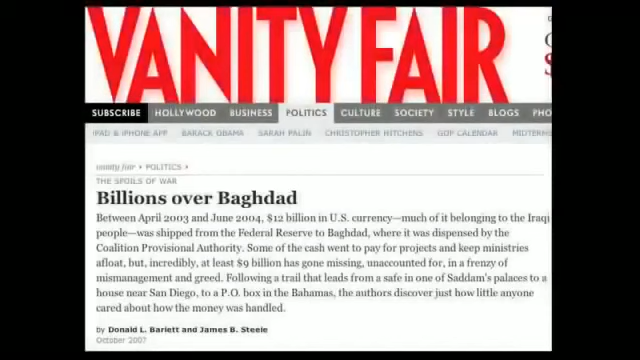 VANITY FAIR
SUBSCRIBE HOLLYWOOD BUSINESS POLITICS CULTURE SOCIETY STYLE BLOGS PHO
IPAD & IPHONE APP BARACK OBAMA SARAH PALIN CHRISTOPHER HITCHENS GOP CALENDAR MIDTERMS
vanity fair › POLITICS ›
THE SPOILS OF WAR
Billions over Baghdad
Between April 2003 and June 2004, $12 billion in U.S. currency—much of it belonging to the Iraqi
people—was shipped from the Federal Reserve to Baghdad, where it was dispensed by the
Coalition Provisional Authority. Some of the cash went to pay for projects and keep ministries
afloat, but, incredibly, at least $9 billion has gone missing, unaccounted for, in a frenzy of
mismanagement and greed. Following a trail that leads from a safe in one of Saddam's palaces to a
house near San Diego, to a P.O. box in the Bahamas, the authors discover just how little anyone
cared about how the money was handled.
by Donald L. Barlett and James B. Steele
October 2007